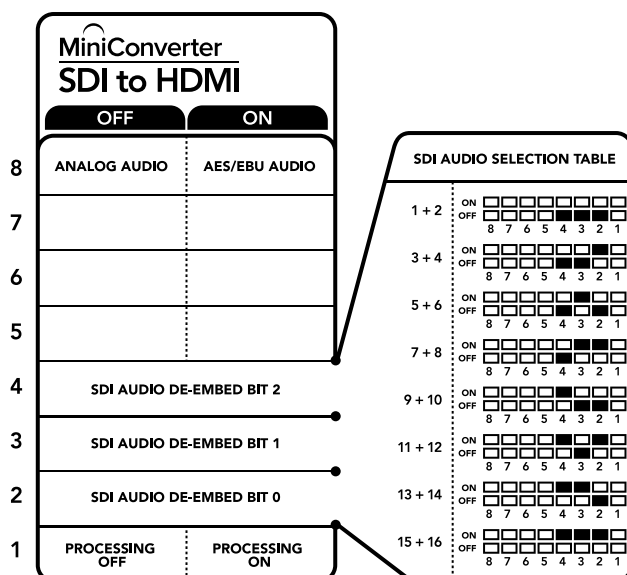 MiniConverter
SDI to HDMI
OFF ON
8 ANALOG AUDIO AES/EBU AUDIO
7
6
5
4 SDI AUDIO DE-EMBED BIT 2
3 SDI AUDIO DE-EMBED BIT 1
2 SDI AUDIO DE-EMBED BIT 0
1 PROCESSING OFF PROCESSING ON
SDI AUDIO SELECTION TABLE
1 + 2 ON
OFF
8 7 6 5 4 3 2 1
3 + 4 ON
OFF
8 7 6 5 4 3 2 1
5 + 6 ON
OFF
8 7 6 5 4 3 2 1
7 + 8 ON
OFF
8 7 6 5 4 3 2 1
9 + 10 ON
OFF
8 7 6 5 4 3 2 1
11 + 12 ON
OFF
8 7 6 5 4 3 2 1
13 + 14 ON
OFF
8 7 6 5 4 3 2 1
15 + 16 ON
OFF
8 7 6 5 4 3 2 1